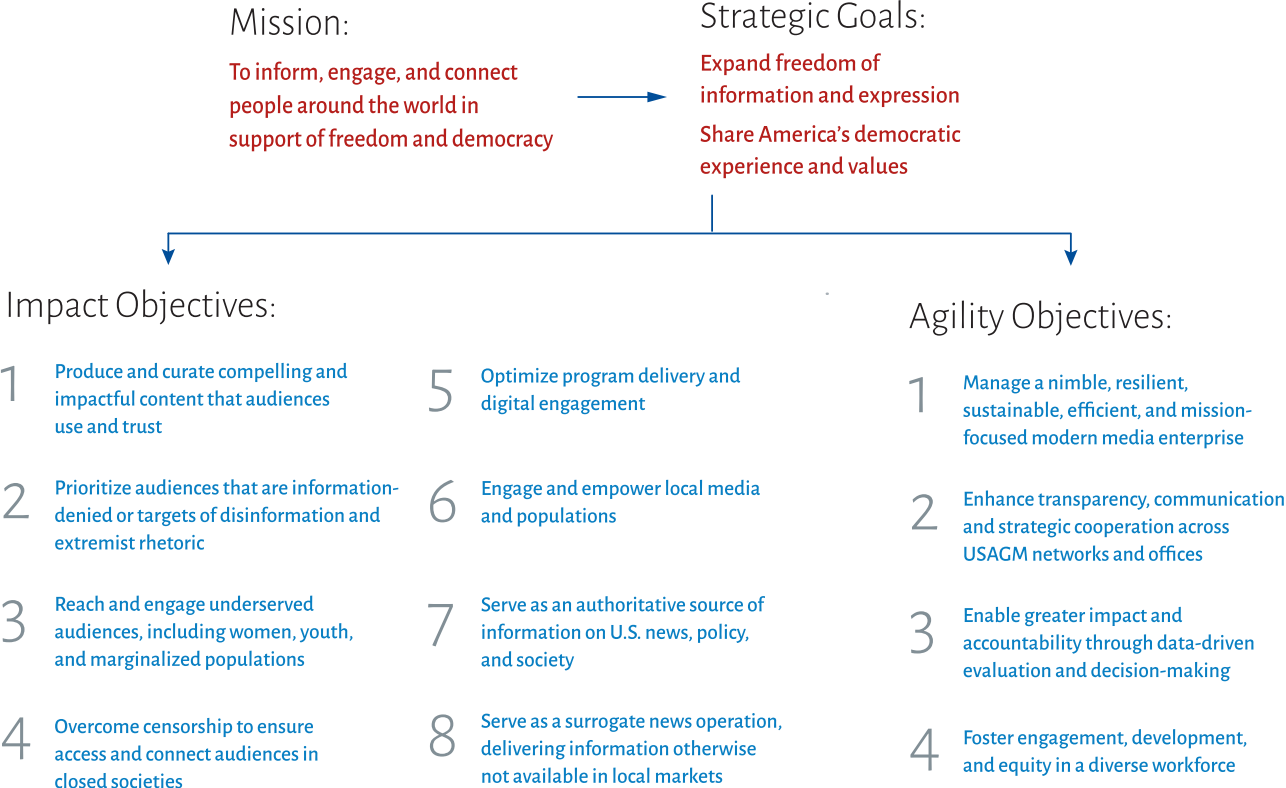 Mission:
To inform, engage, and connect
people around the world in
support of freedom and democracy
Strategic Goals:
Expand freedom of
information and expression
Share America's democratic
experience and values
Impact Objectives:
1
Produce and curate compelling and
impactful content that audiences
use and trust
2
Prioritize audiences that are information-
denied or targets of disinformation and
extremist rhetoric
3
Reach and engage underserved
audiences, including women, youth,
and marginalized populations
4
Overcome censorship to ensure
access and connect audiences in
closed societies
5
Optimize program delivery and
digital engagement
6
Engage and empower local media
and populations
7
Serve as an authoritative source of
information on U.S. news, policy,
and society
8
Serve as a surrogate news operation,
delivering information otherwise
not available in local markets
Agility Objectives:
1
Manage a nimble, resilient,
sustainable, efficient, and mission-
focused modern media enterprise
2
Enhance transparency, communication
and strategic cooperation across
USAGM networks and offices
3
Enable greater impact and
accountability through data-driven
evaluation and decision-making
4
Foster engagement, development,
and equity in a diverse workforce